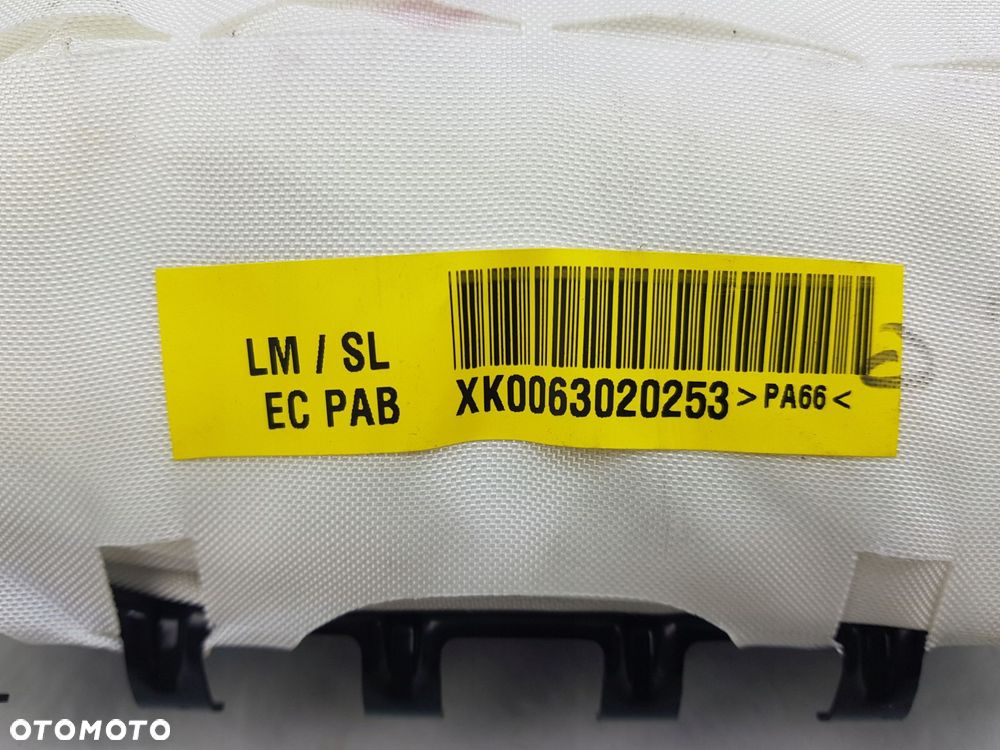 LM / SL
EC PAB
XK0063020253 >PA66<
OTOMOTO